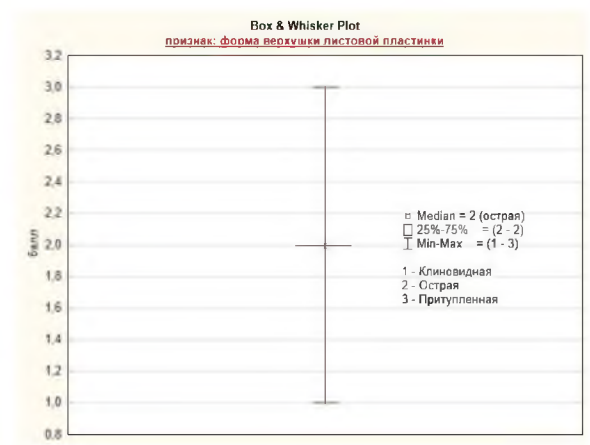 Box & Whisker Plot
признак: форма верхушки листовой пластинки
3,2
3,0
2,8
2,6
2,4
2,2
2,0
1,8
1,6
1,4
1,2
1,0
0,8
балл
Median = 2 (острая)
25%-75% = (2 - 2)
Min-Max = (1 - 3)
1 - Клиновидная
2 - Острая
3 - Притупленная